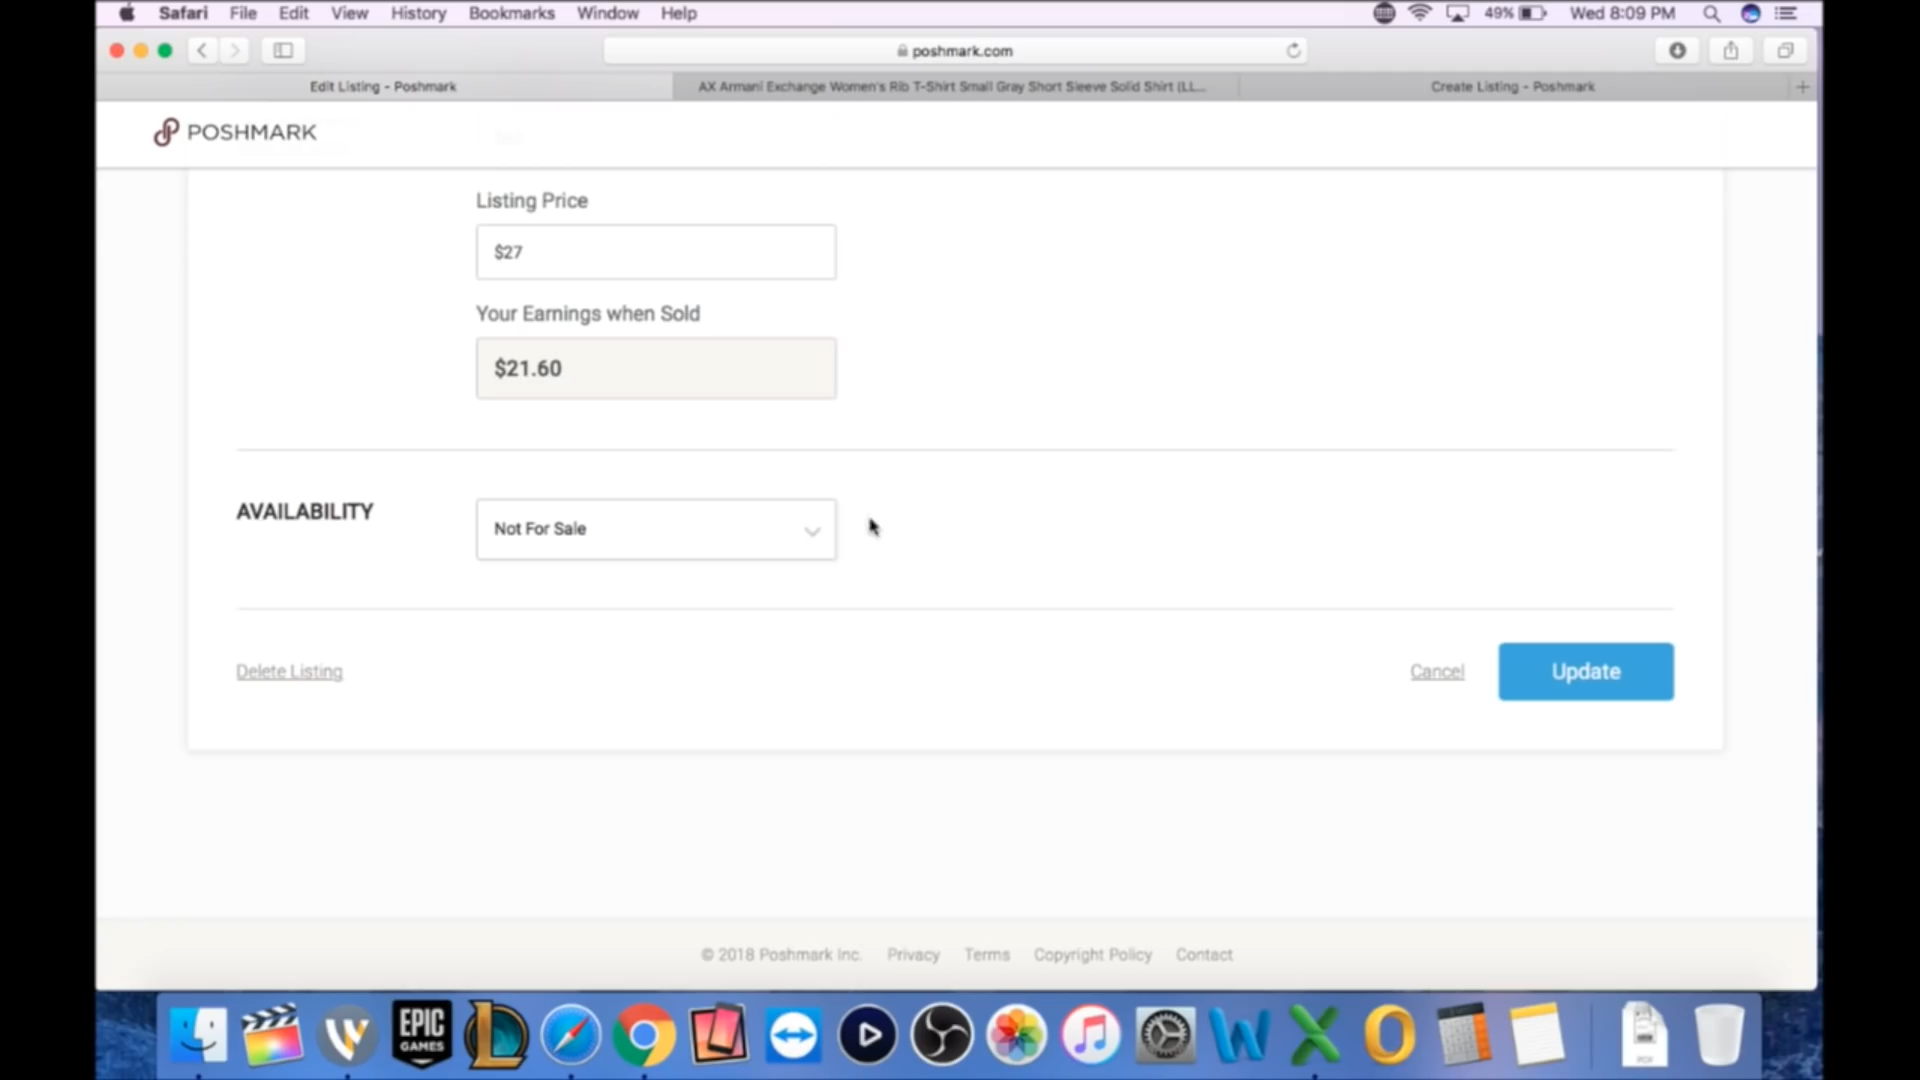 Safari File Edit View History Bookmarks Window Help 49% Wed 8:09 PM
poshmark.com
Edit Listing - Poshmark AX Armani Exchange Women's Rib T-Shirt Small Gray Short Sleeve Solid Shirt (LL... Create Listing - Poshmark
POSHMARK
Listing Price
$27
Your Earnings when Sold
$21.60
AVAILABILITY
Not For Sale
Delete Listing
Cancel
Update
© 2018 Poshmark Inc. Privacy Terms Copyright Policy Contact
EPIC
GAMES
PDF